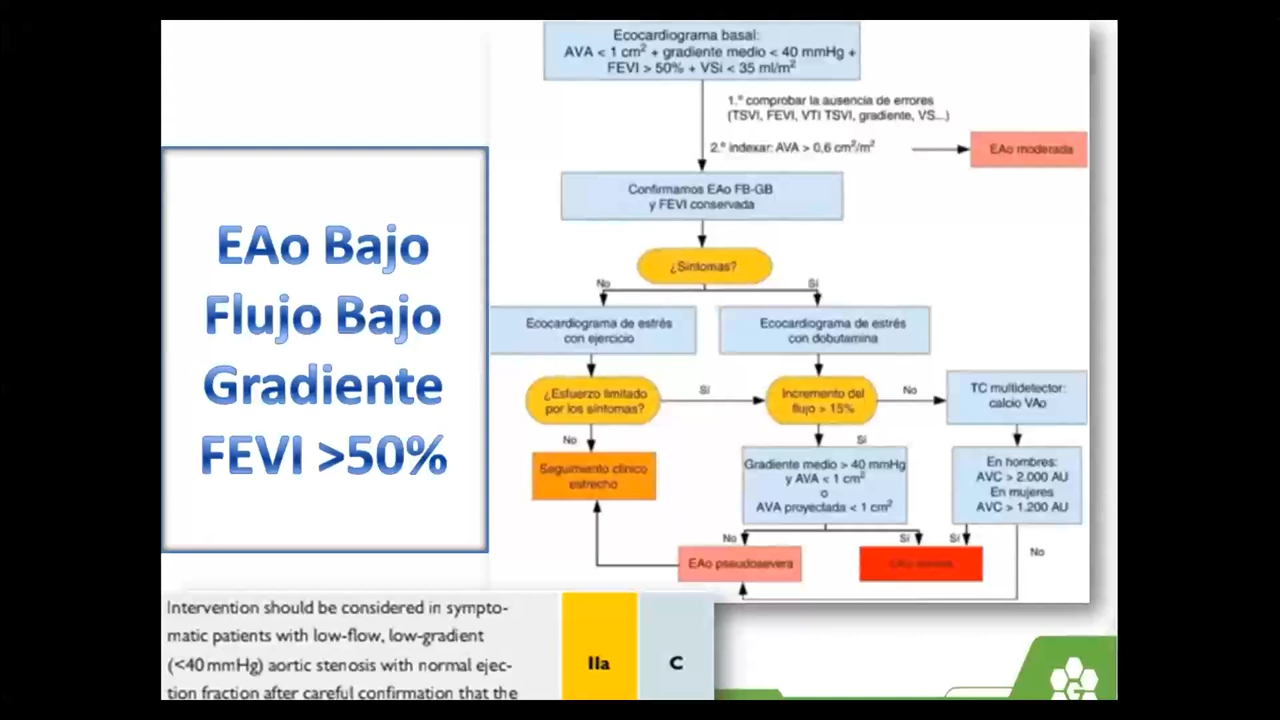 EAo Bajo
Flujo Bajo
Gradiente
FEVI >50%
Ecocardiograma basal:
AVA < 1 cm² + gradiente medio < 40 mmHg +
FEVI > 50% + VSi < 35 ml/m²
1.º comprobar la ausencia de errores
(TSVI, FEVI, VTI TSVI, gradiente, VS...)
2.º indexar: AVA > 0,6 cm²/m²
EAo moderada
Confirmamos EAo FB-GB
y FEVI conservada
¿Síntomas?
No
Sí
Ecocardiograma de estrés
con ejercicio
Ecocardiograma de estrés
con dobutamina
¿Esfuerzo limitado
por los síntomas?
Sí
Incremento del
flujo > 15%
No
TC multidetector:
calcio VAo
No
Sí
Seguimiento clínico
estrecho
Gradiente medio > 40 mmHg
y AVA < 1 cm²
o
AVA proyectada < 1 cm²
En hombres:
AVC > 2.000 AU
En mujeres
AVC > 1.200 AU
No
Sí
Sí
No
EAo pseudosevera
Intervention should be considered in sympto-
matic patients with low-flow, low-gradient
(<40 mmHg) aortic stenosis with normal ejec-
tion fraction after careful confirmation that the
IIa
C